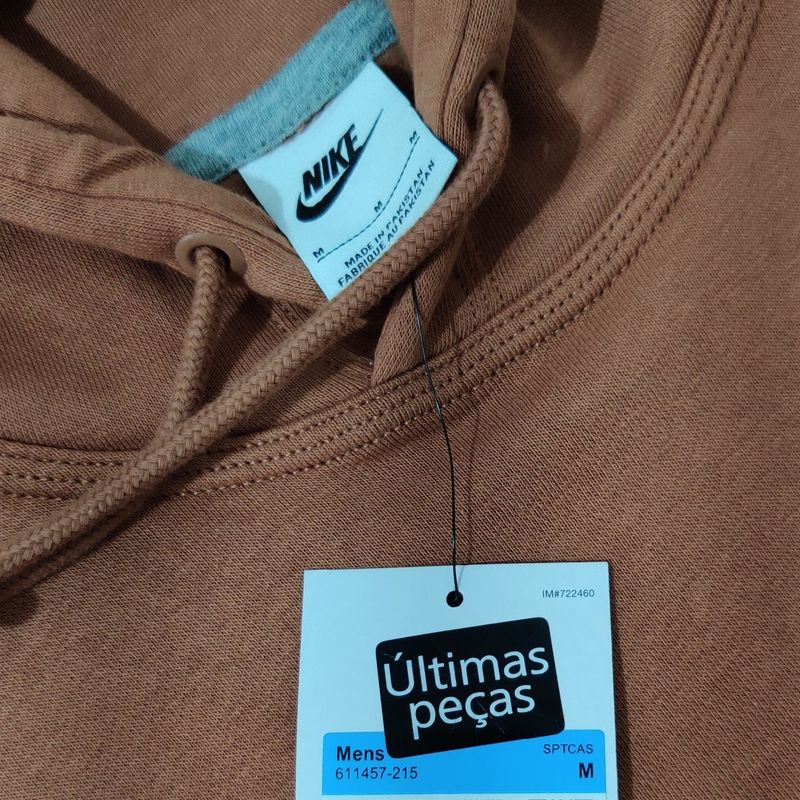 NIKE
M M M
MADE IN PAKISTAN
FABRIQUE AU PAKISTAN
IM#722460
Últimas
peças
Mens SPTCAS
611457-215 M